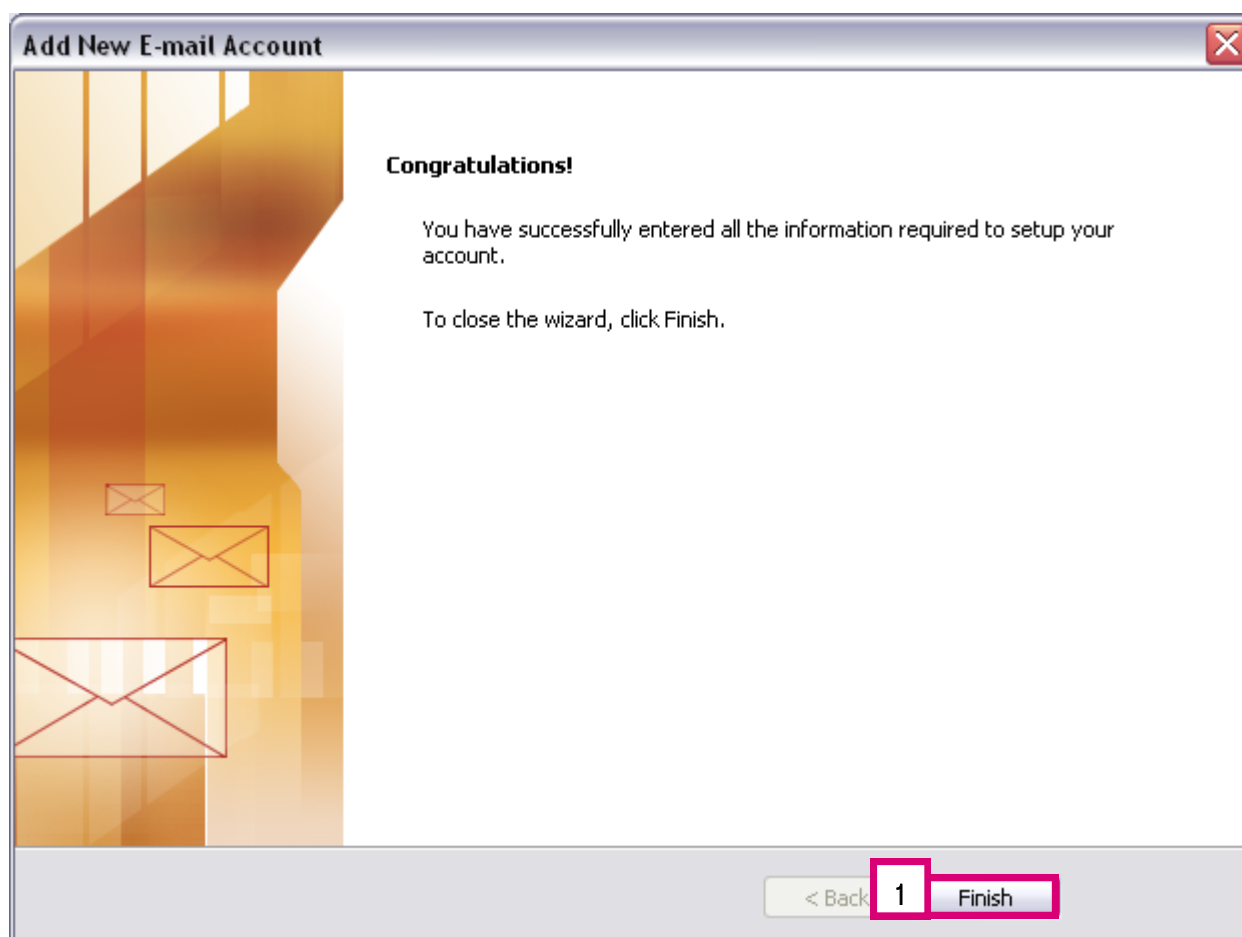 Add New E-mail Account
Congratulations!
You have successfully entered all the information required to setup your
account.
To close the wizard, click Finish.
< Back
1
Finish